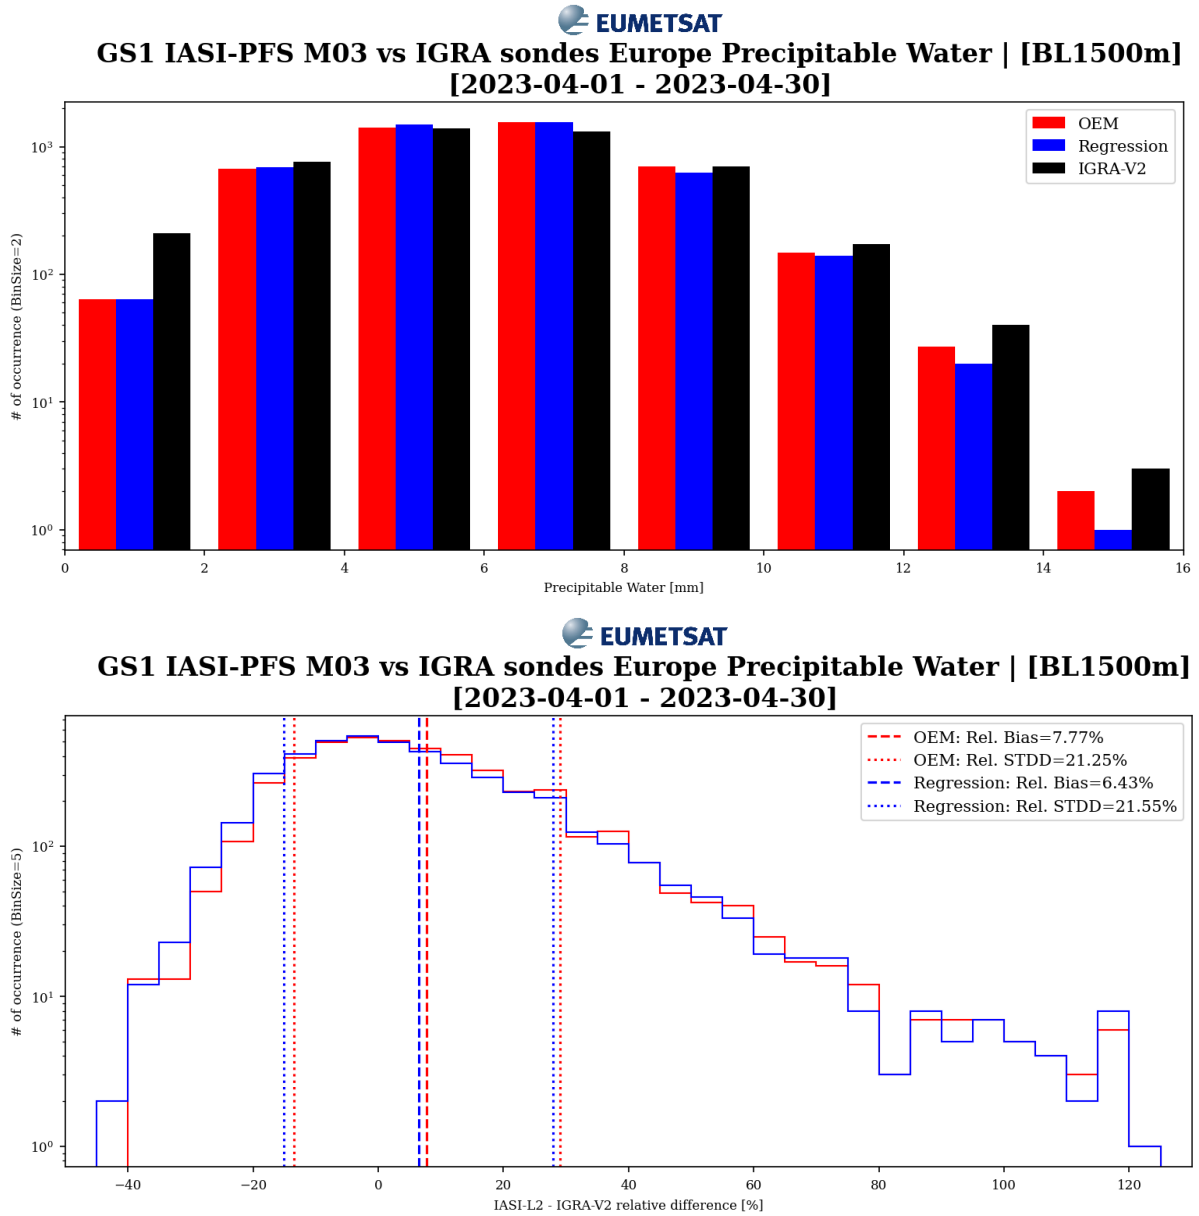 EUMETSAT
GS1 IASI-PFS M03 vs IGRA sondes Europe Precipitable Water | [BL1500m]
[2023-04-01 - 2023-04-30]
OEM
Regression
IGRA-V2
# of occurrence (BinSize=2)
10³
10²
10¹
10⁰
0 2 4 6 8 10 12 14 16
Precipitable Water [mm]
EUMETSAT
GS1 IASI-PFS M03 vs IGRA sondes Europe Precipitable Water | [BL1500m]
[2023-04-01 - 2023-04-30]
OEM: Rel. Bias=7.77%
OEM: Rel. STDD=21.25%
Regression: Rel. Bias=6.43%
Regression: Rel. STDD=21.55%
# of occurrence (BinSize=5)
10²
10¹
10⁰
−40 −20 0 20 40 60 80 100 120
IASI-L2 - IGRA-V2 relative difference [%]